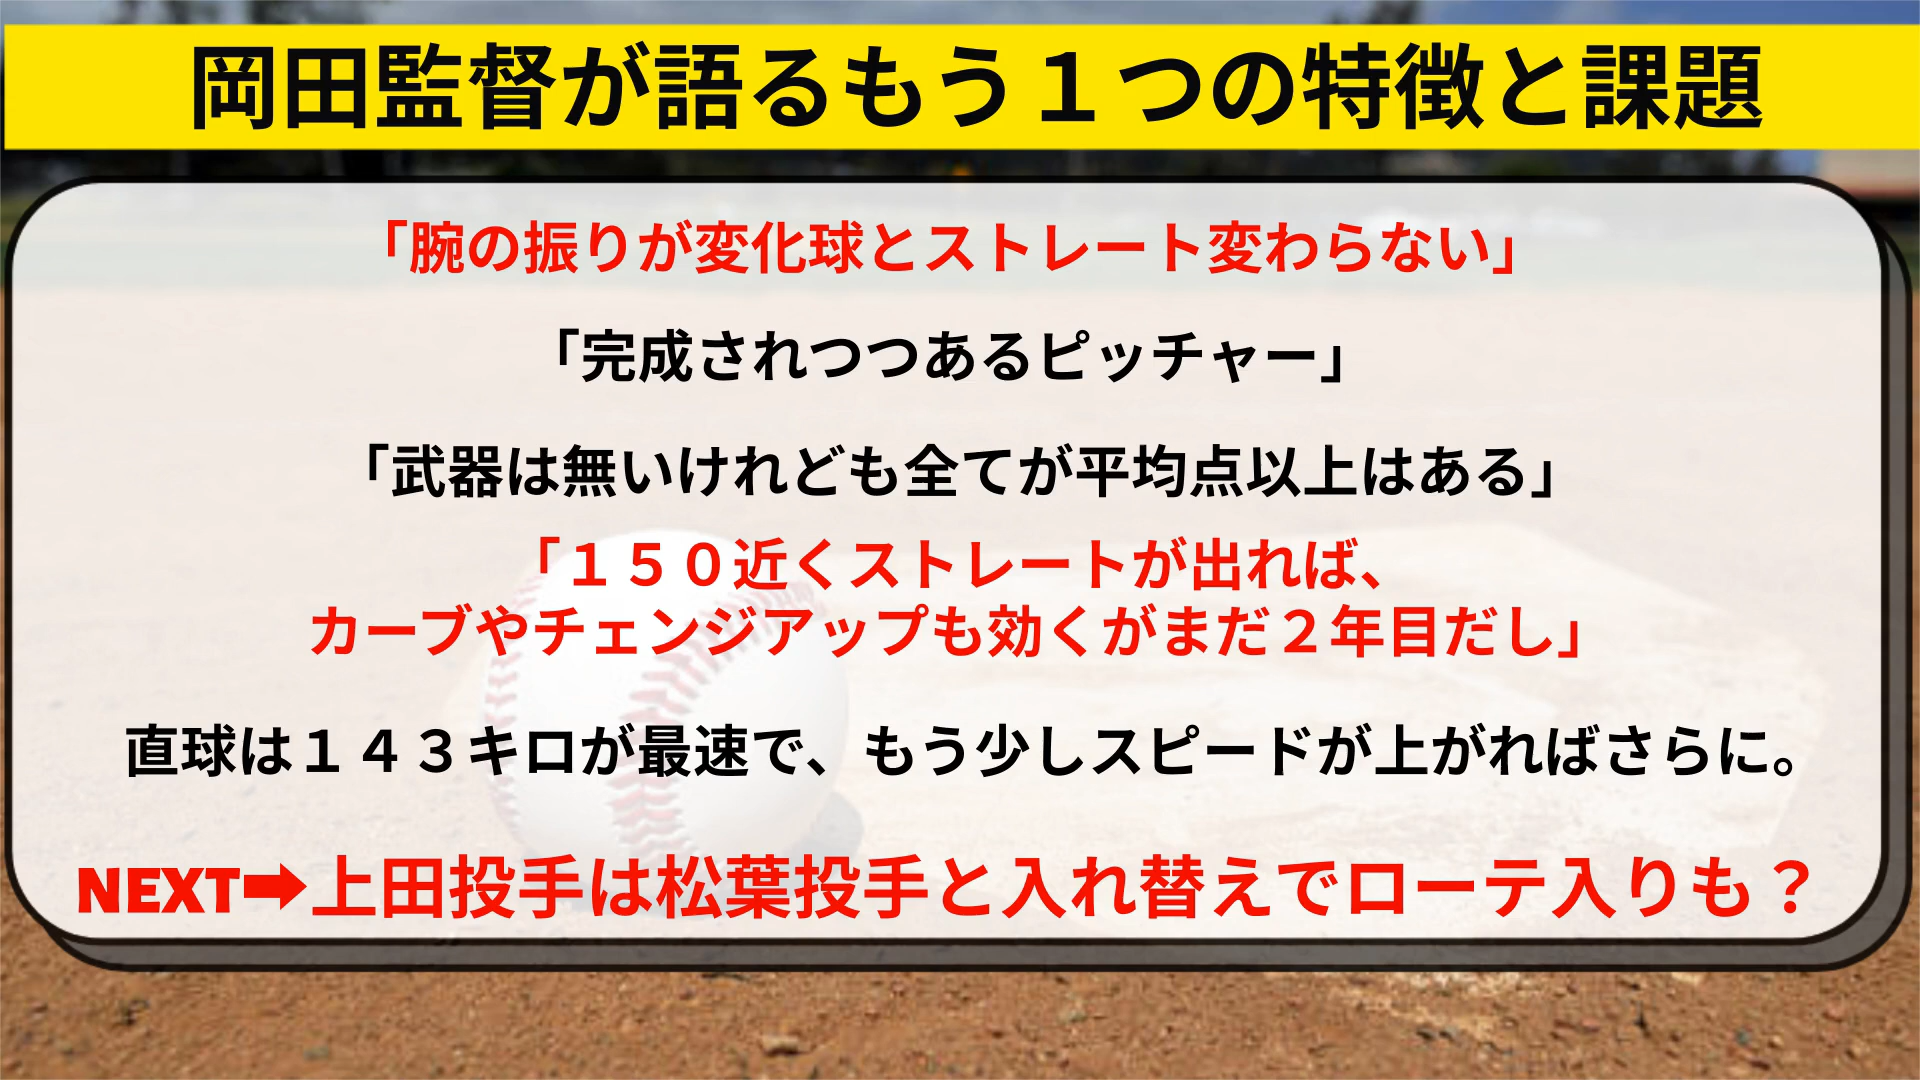 岡田監督が語るもう１つの特徴と課題
「腕の振りが変化球とストレート変わらない」
「完成されつつあるピッチャー」
「武器は無いけれども全てが平均点以上はある」
「１５０近くストレートが出れば、
カーブやチェンジアップも効くがまだ２年目だし」
直球は１４３キロが最速で、もう少しスピードが上がればさらに。
NEXT➡上田投手は松葉投手と入れ替えでローテ入りも？